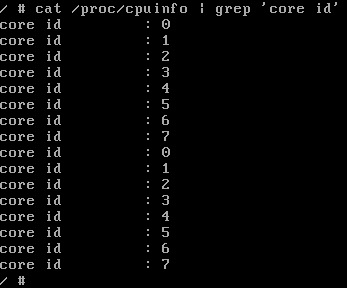 / # cat /proc/cpuinfo | grep 'core id'
core id         : 0
core id         : 1
core id         : 2
core id         : 3
core id         : 4
core id         : 5
core id         : 6
core id         : 7
core id         : 0
core id         : 1
core id         : 2
core id         : 3
core id         : 4
core id         : 5
core id         : 6
core id         : 7
/ #